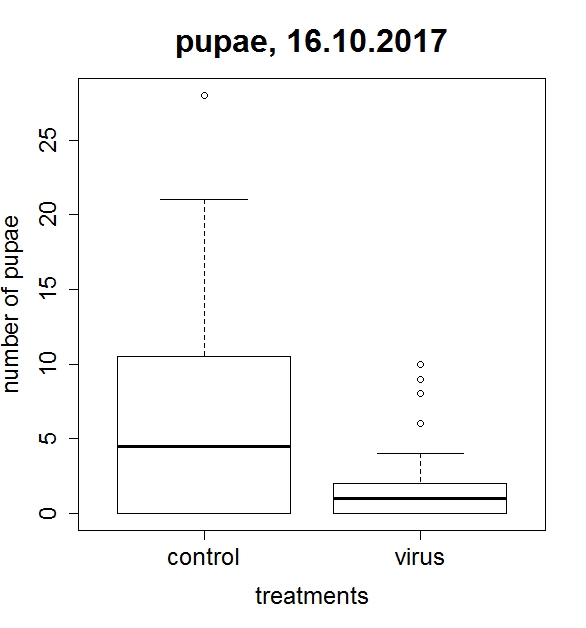 pupae, 16.10.2017
number of pupae
25
20
15
10
5
0
control virus
treatments